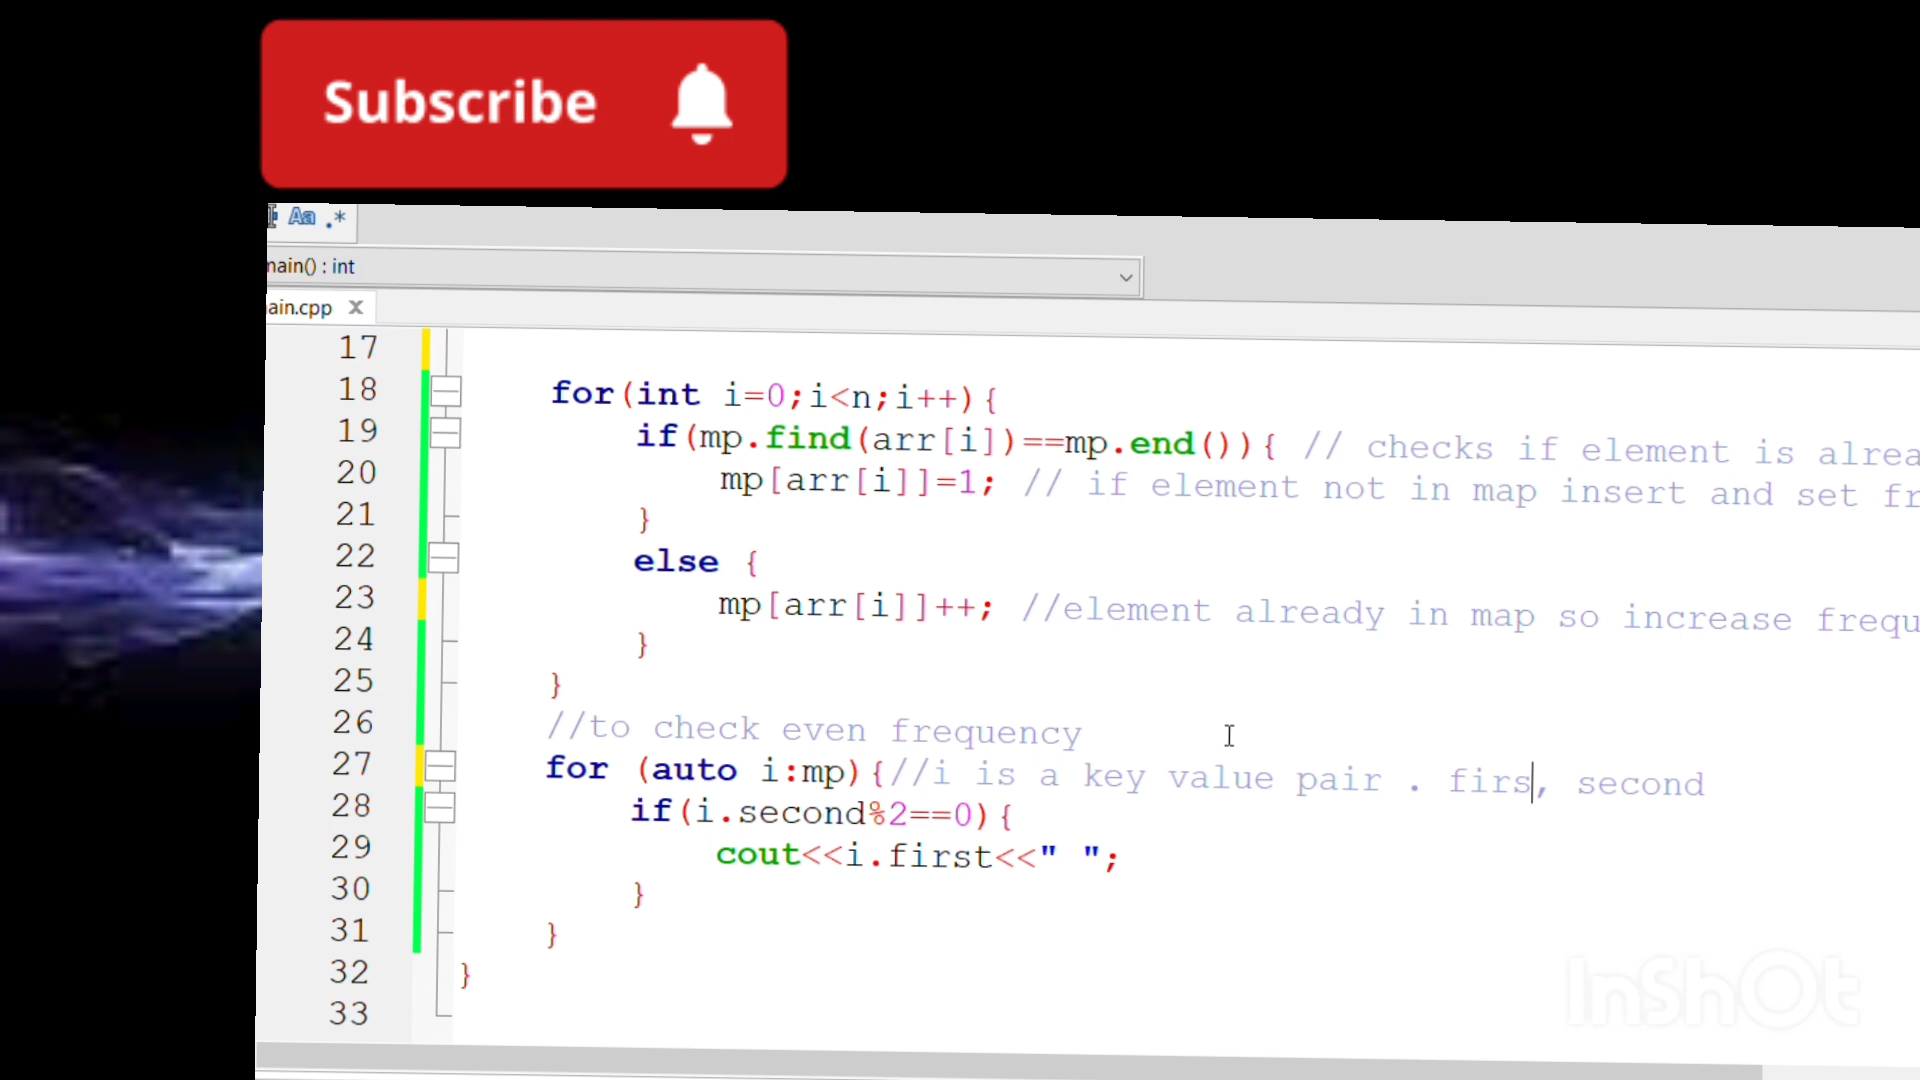 Subscribe
Aa .*
main() : int
main.cpp X
17
18 for(int i=0;i<n;i++){
19 if(mp.find(arr[i])==mp.end()){ // checks if element is
20 mp[arr[i]]=1; // if element not in map insert and set
21 }
22 else {
23 mp[arr[i]]++; //element already in map so increase
24 }
25 }
26 //to check even frequency
27 for (auto i:mp){//i is a key value pair . firs, second
28 if(i.second%2==0){
29 cout<<i.first<<" ";
30 }
31 }
32 }
33
InShOt